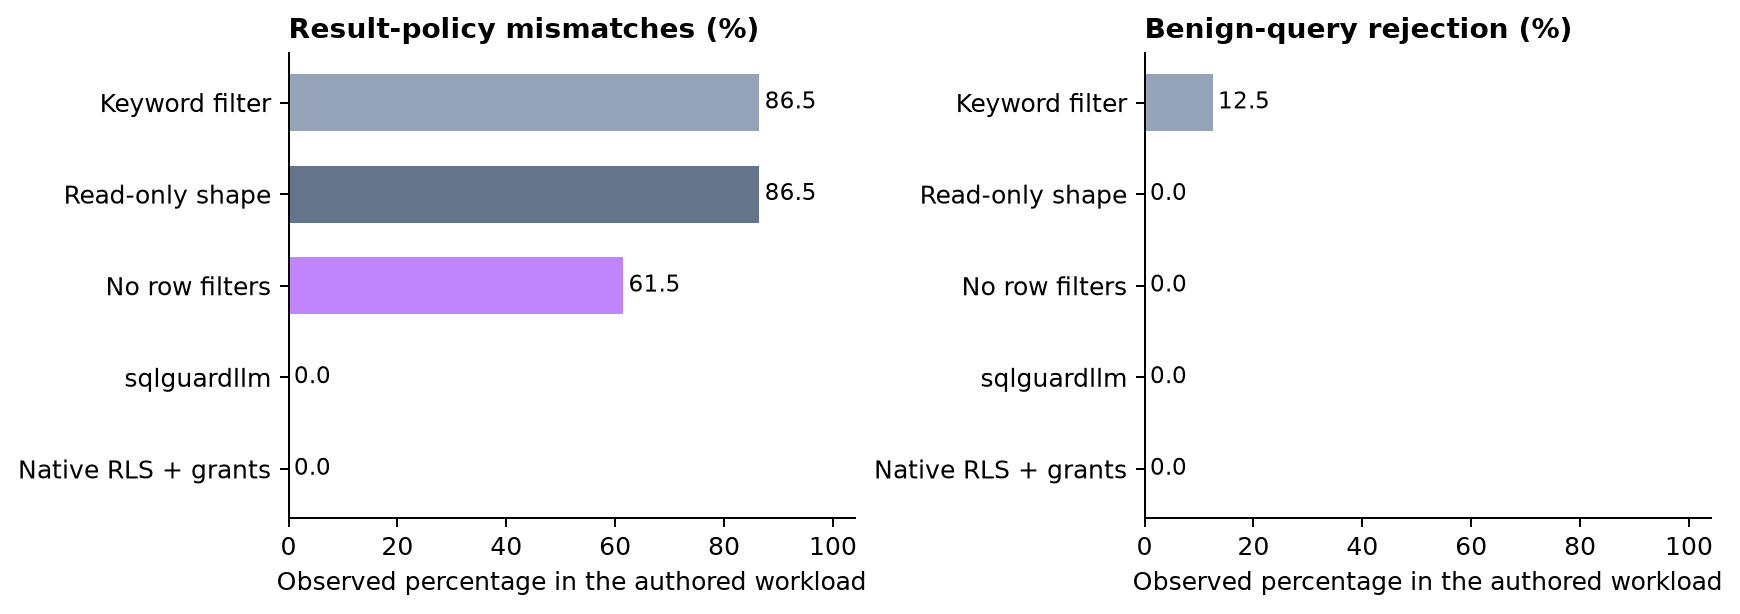 Result-policy mismatches (%)
Keyword filter
86.5
Read-only shape
86.5
No row filters
61.5
sqlguardllm
0.0
Native RLS + grants
0.0
0 20 40 60 80 100
Observed percentage in the authored workload
Benign-query rejection (%)
Keyword filter
12.5
Read-only shape
0.0
No row filters
0.0
sqlguardllm
0.0
Native RLS + grants
0.0
0 20 40 60 80 100
Observed percentage in the authored workload